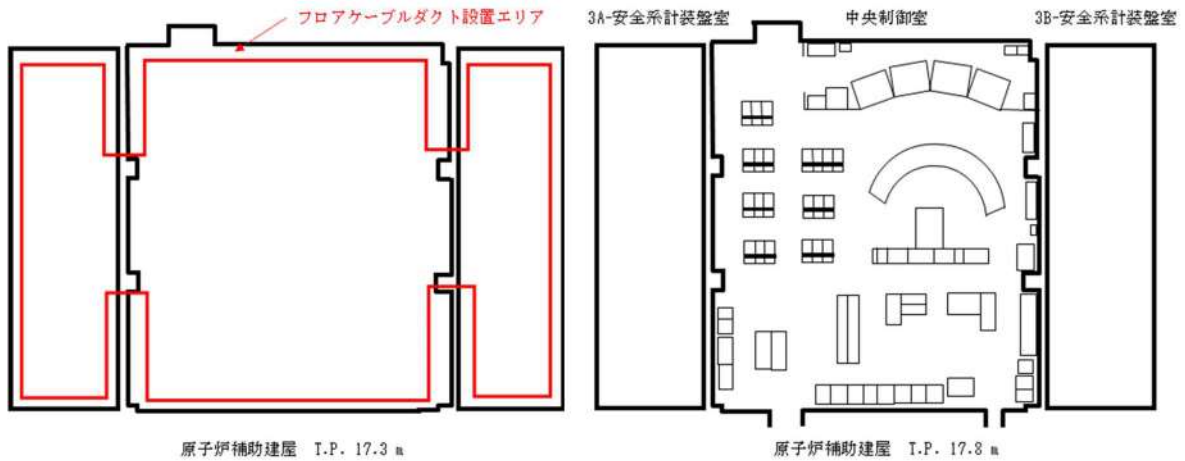 フロアケーブルダクト設置エリア
3A-安全系計装盤室
中央制御室
3B-安全系計装盤室
原子炉補助建屋 T.P. 17.3 m
原子炉補助建屋 T.P. 17.8 m